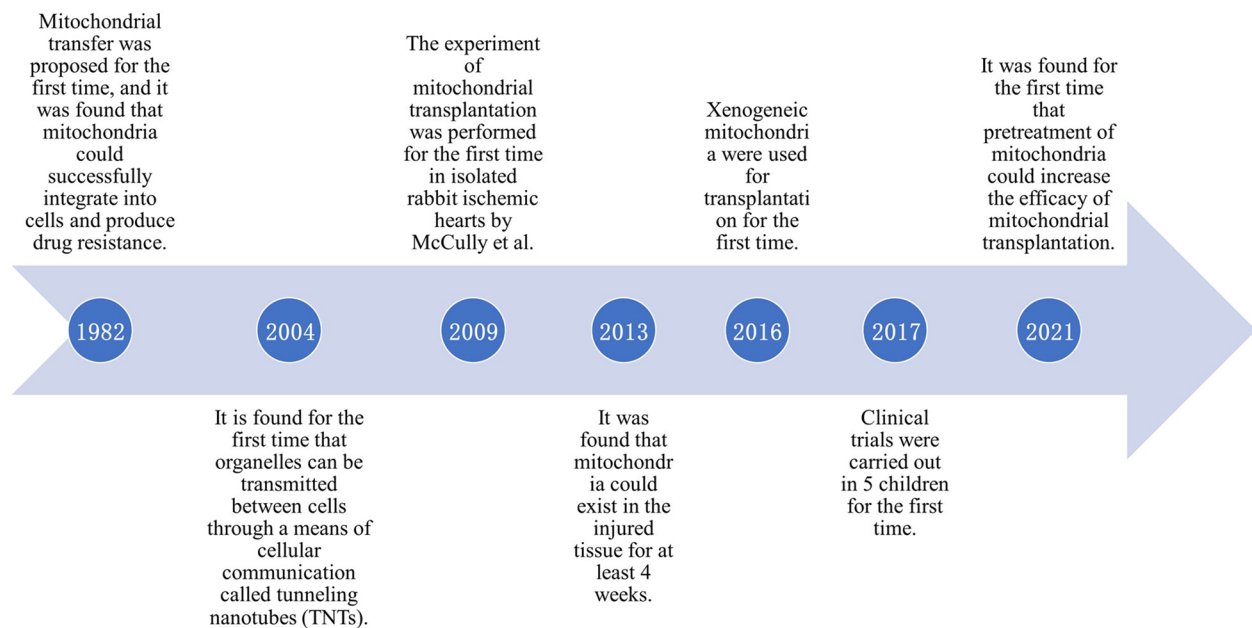 Mitochondrial
transfer was
proposed for the
first time, and it
was found that
mitochondria
could
successfully
integrate into
cells and produce
drug resistance.
The experiment
of
mitochondrial
transplantation
was performed
for the first time
in isolated
rabbit ischemic
hearts by
McCully et al.
Xenogeneic
mitochondri
a were used
for
transplantati
on for the
first time.
It was found for
the first time
that
pretreatment of
mitochondria
could increase
the efficacy of
mitochondrial
transplantation.
1982
2004
2009
2013
2016
2017
2021
It is found for the
first time that
organelles can be
transmitted
between cells
through a means of
cellular
communication
called tunneling
nanotubes (TNTs).
It was
found that
mitochondr
ia could
exist in the
injured
tissue for at
least 4
weeks.
Clinical
trials were
carried out
in 5 children
for the first
time.